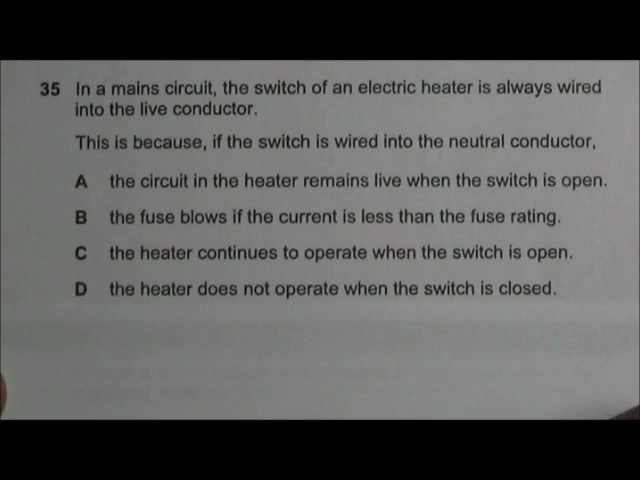 35 In a mains circuit, the switch of an electric heater is always wired
into the live conductor.
This is because, if the switch is wired into the neutral conductor,
A the circuit in the heater remains live when the switch is open.
B the fuse blows if the current is less than the fuse rating.
C the heater continues to operate when the switch is open.
D the heater does not operate when the switch is closed.